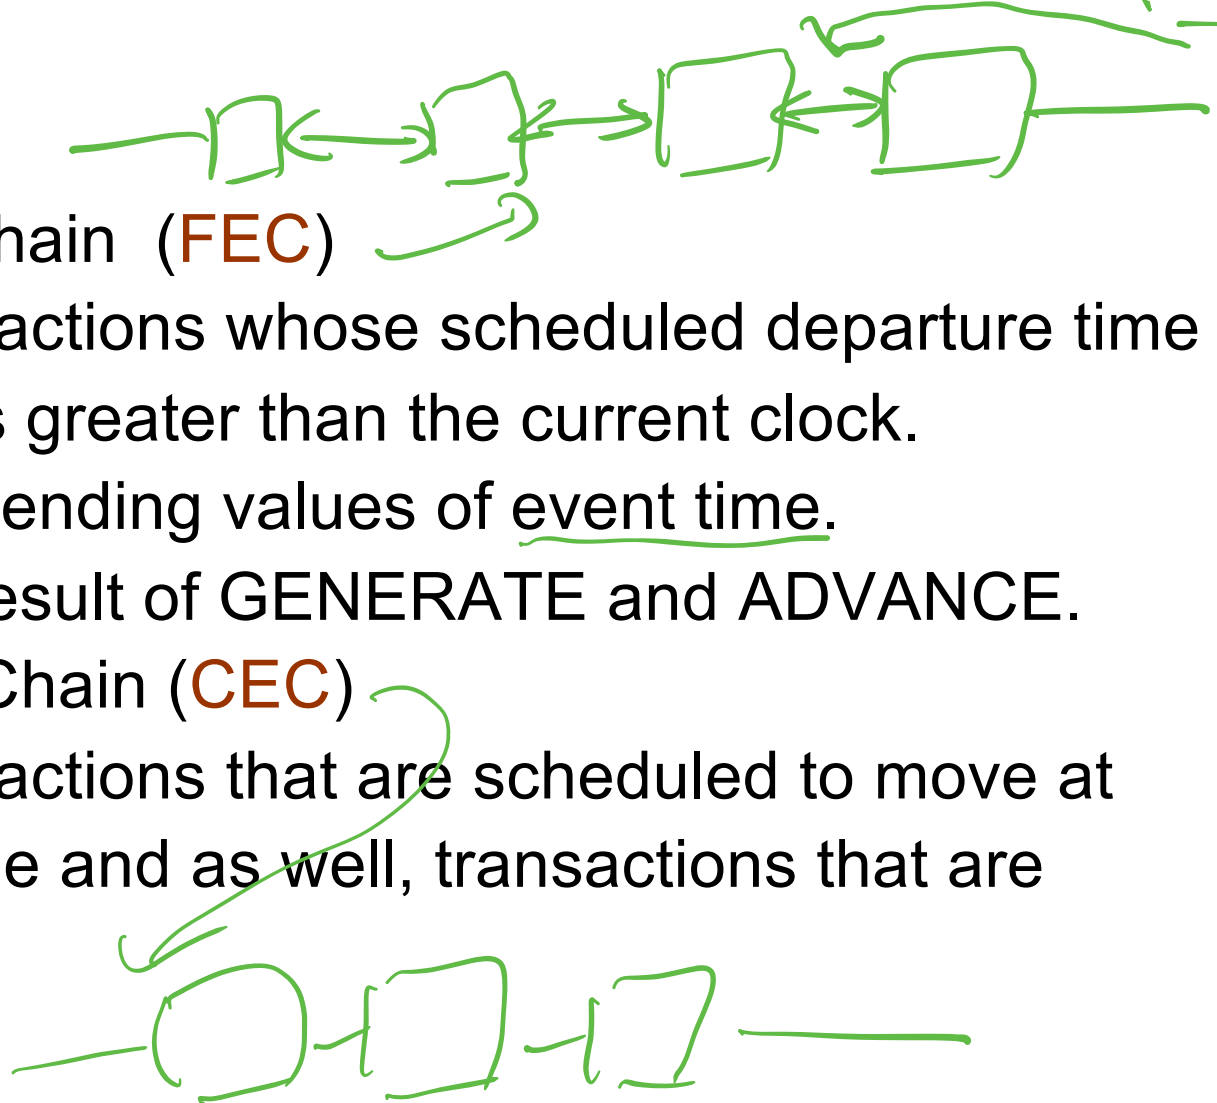 hain (FEC)
actions whose scheduled departure time
s greater than the current clock.
ending values of event time.
esult of GENERATE and ADVANCE.
Chain (CEC)
actions that are scheduled to move at
e and as well, transactions that are